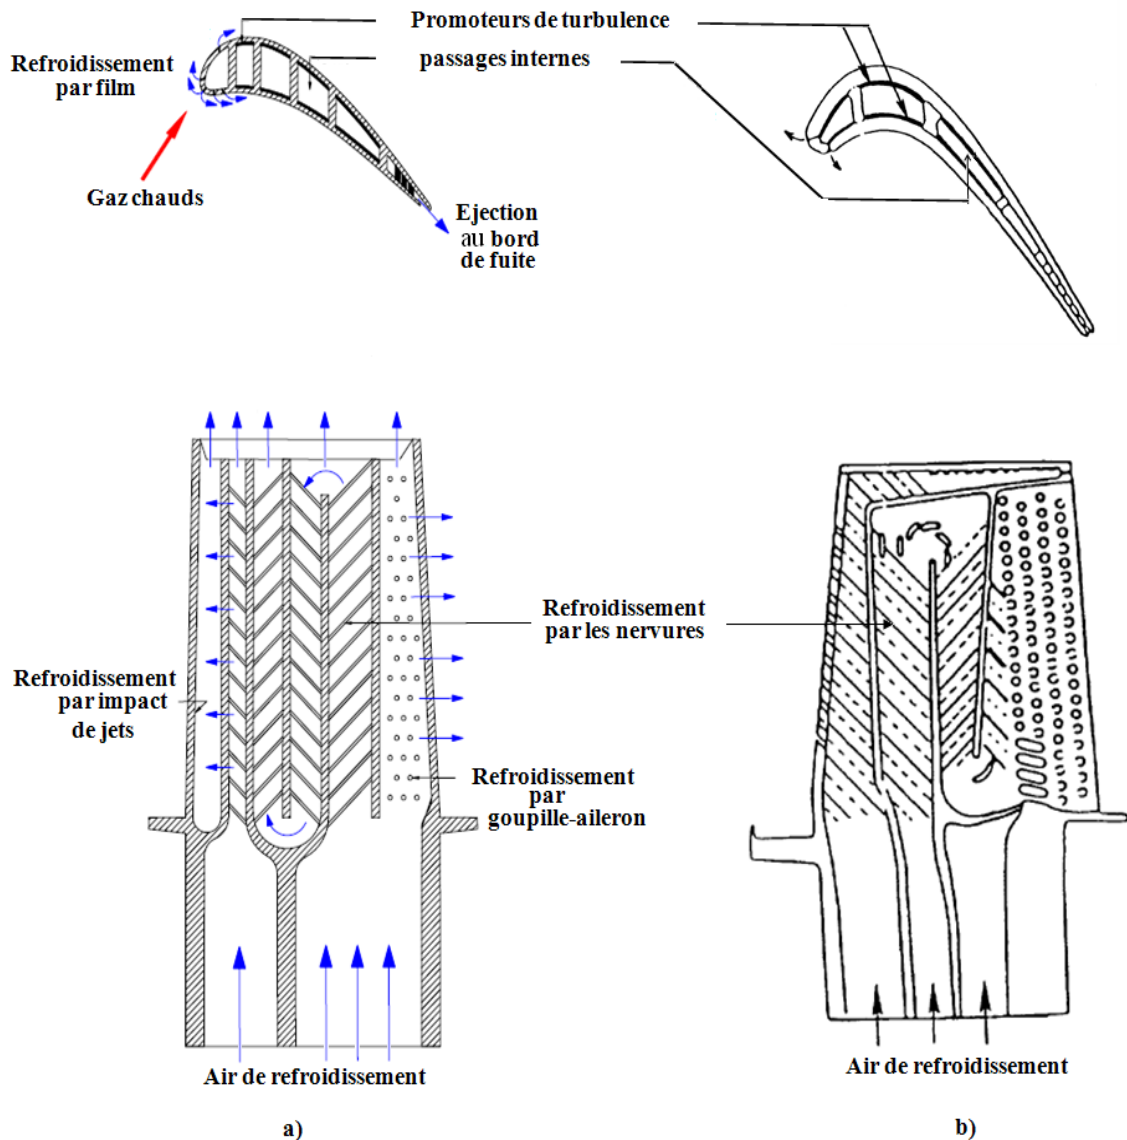 Promoteurs de turbulence
passages internes
Refroidissement
par film
Gaz chauds
Ejection
au bord
de fuite
Refroidissement
par les nervures
Refroidissement
par impact
de jets
Refroidissement
par
goupille-aileron
Air de refroidissement
Air de refroidissement
a)
b)